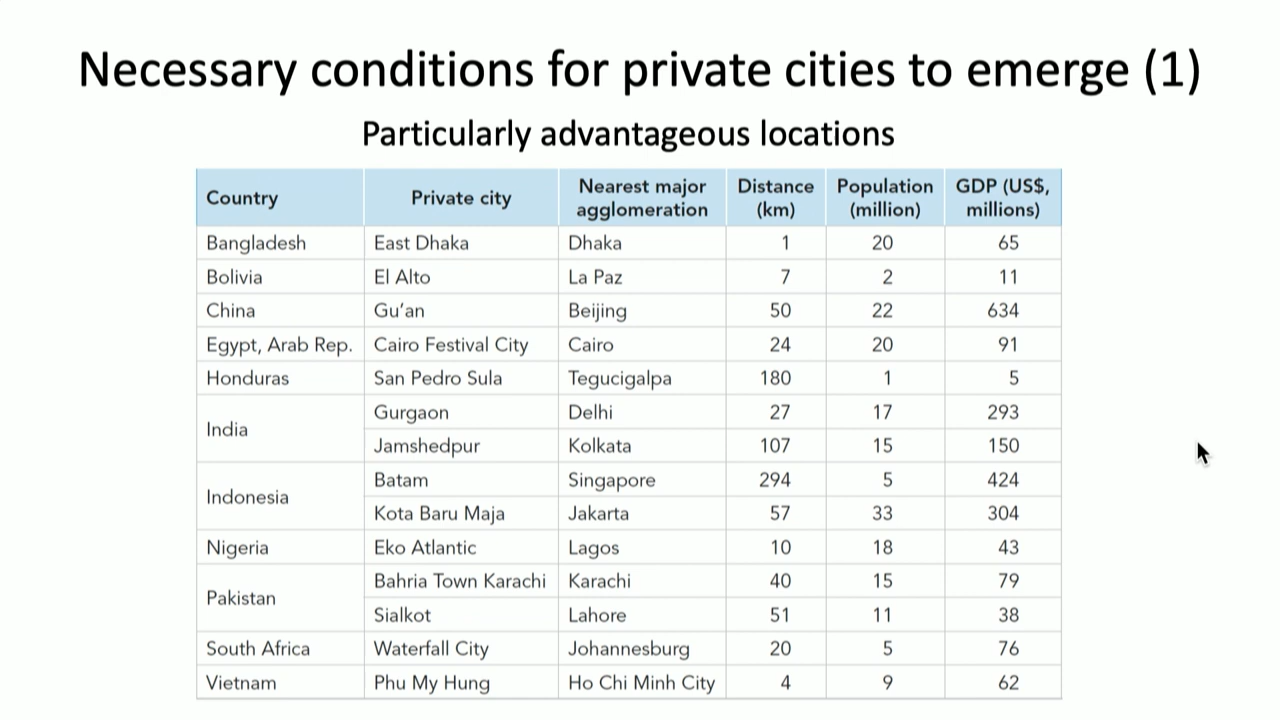 Necessary conditions for private cities to emerge (1)
Particularly advantageous locations
Country Private city Nearest major agglomeration Distance (km) Population (million) GDP (US$, millions)
Bangladesh East Dhaka Dhaka 1 20 65
Bolivia El Alto La Paz 7 2 11
China Gu'an Beijing 50 22 634
Egypt, Arab Rep. Cairo Festival City Cairo 24 20 91
Honduras San Pedro Sula Tegucigalpa 180 1 5
India Gurgaon Delhi 27 17 293
Jamshedpur Kolkata 107 15 150
Indonesia Batam Singapore 294 5 424
Kota Baru Maja Jakarta 57 33 304
Nigeria Eko Atlantic Lagos 10 18 43
Pakistan Bahria Town Karachi Karachi 40 15 79
Sialkot Lahore 51 11 38
South Africa Waterfall City Johannesburg 20 5 76
Vietnam Phu My Hung Ho Chi Minh City 4 9 62